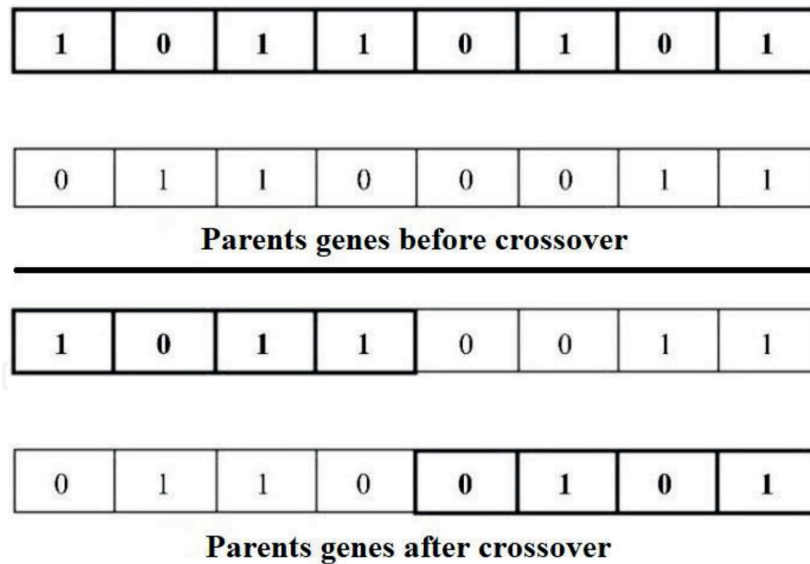 1 0 1 1 0 1 0 1
0 1 1 0 0 0 1 1
Parents genes before crossover
1 0 1 1 0 0 1 1
0 1 1 0 0 1 0 1
Parents genes after crossover